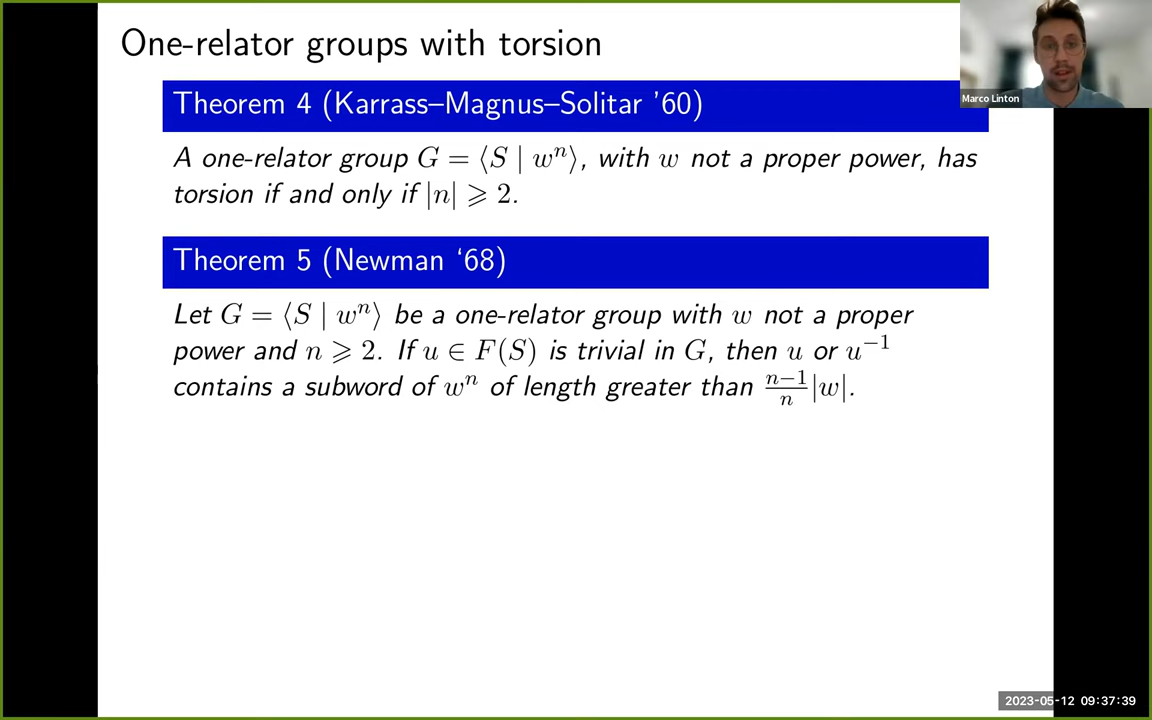 One-relator groups with torsion
Marco Linton
Theorem 4 (Karrass–Magnus–Solitar '60)
A one-relator group G = ⟨S | wⁿ⟩, with w not a proper power, has
torsion if and only if |n| ⩾ 2.
Theorem 5 (Newman ‘68)
Let G = ⟨S | wⁿ⟩ be a one-relator group with w not a proper
power and n ⩾ 2. If u ∈ F(S) is trivial in G, then u or u⁻¹
contains a subword of wⁿ of length greater than \frac{n−1}{n}|w|.
2023-05-12 09:37:39